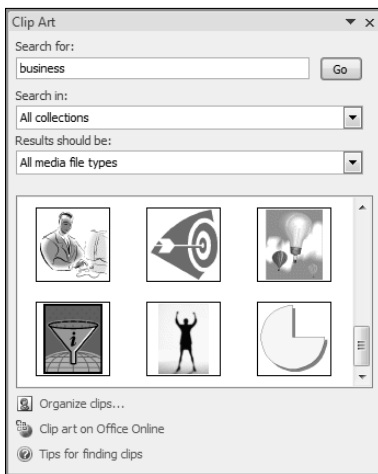 Clip Art
Search for:
business
Go
Search in:
All collections
Results should be:
All media file types
i
Organize clips...
Clip art on Office Online
Tips for finding clips